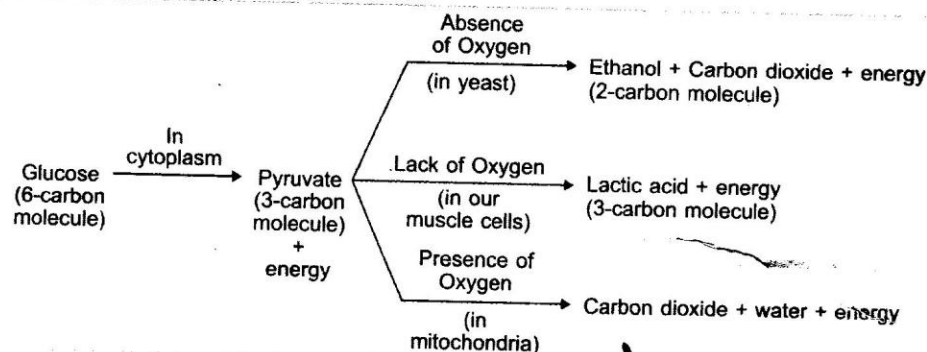 Absence
of Oxygen
(in yeast)
Ethanol + Carbon dioxide + energy
(2-carbon molecule)
In
cytoplasm
Glucose
(6-carbon
molecule)
Pyruvate
(3-carbon
molecule)
+
energy
Lack of Oxygen
(in our
muscle cells)
Lactic acid + energy
(3-carbon molecule)
Presence of
Oxygen
(in
mitochondria)
Carbon dioxide + water + energy